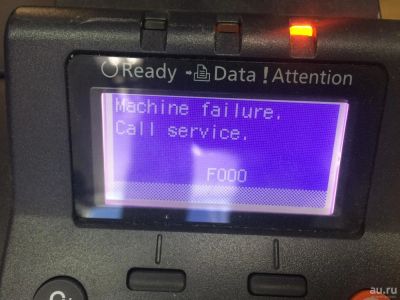 Ready Data ! Attention
Machine failure.
Call service.
F000
au.ru